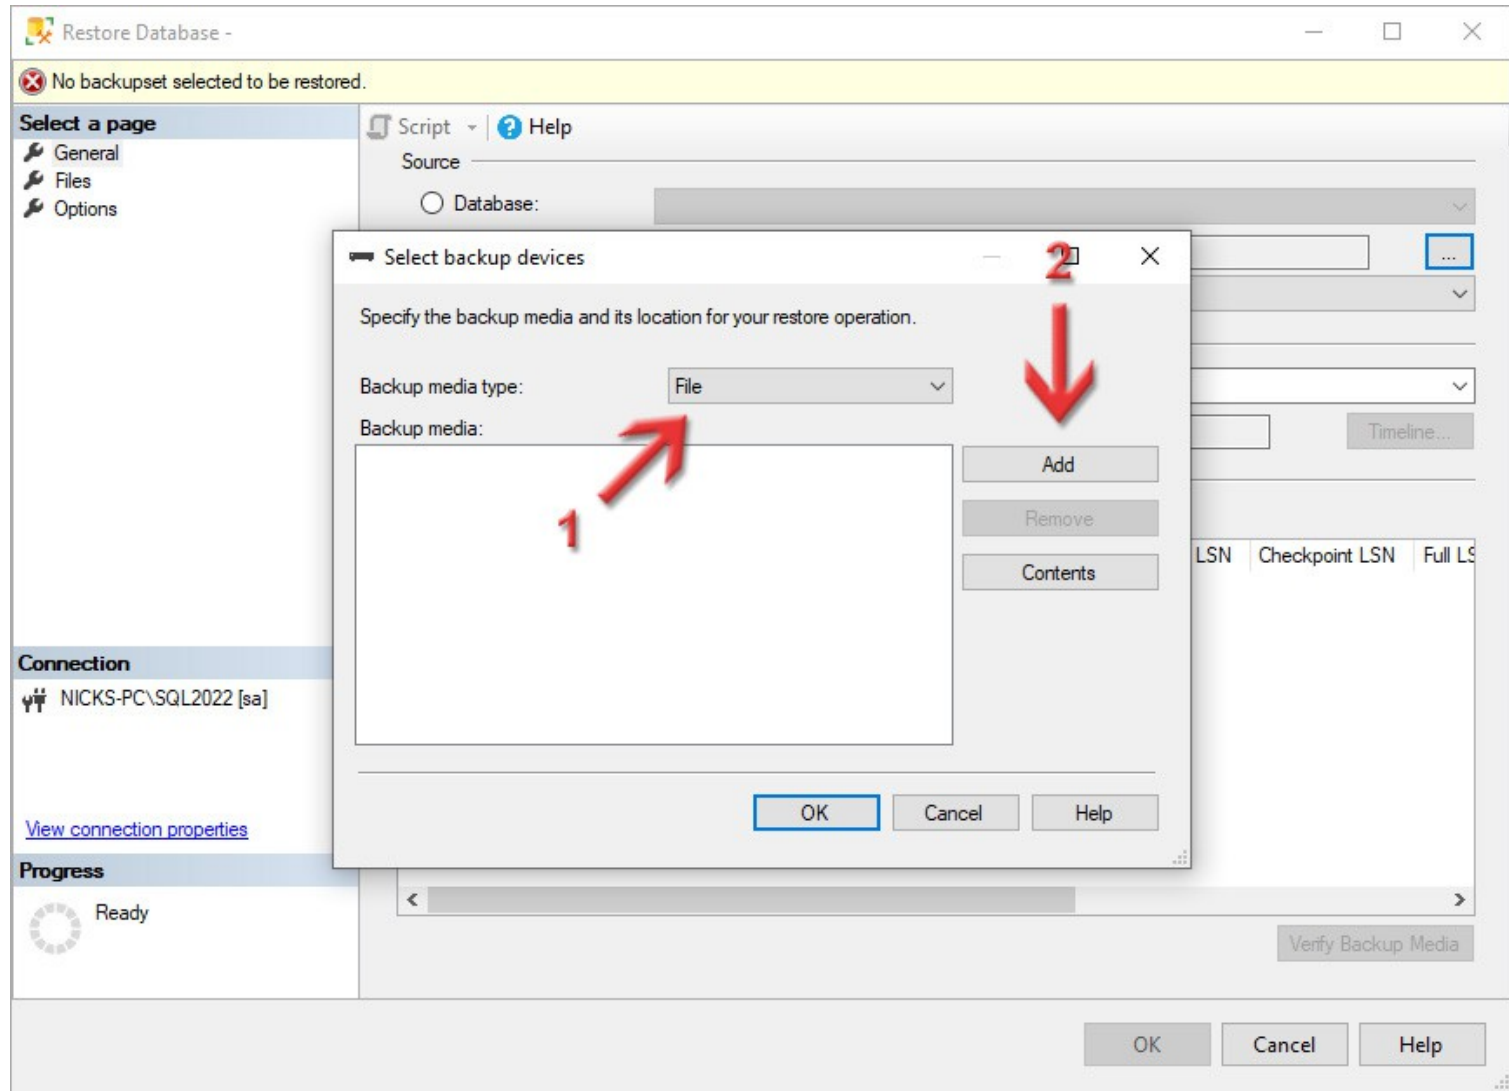 Restore Database -
No backupset selected to be restored.
Select a page
General
Files
Options
Script
Help
Source
Database:
...
Select backup devices
2
Specify the backup media and its location for your restore operation.
Backup media type:
File
Backup media:
1
Add
Remove
Contents
OK
Cancel
Help
Timeline...
LSN
Checkpoint LSN
Full LS
Connection
NICKS-PC\SQL2022 [sa]
View connection properties
Progress
Ready
Verify Backup Media
OK
Cancel
Help